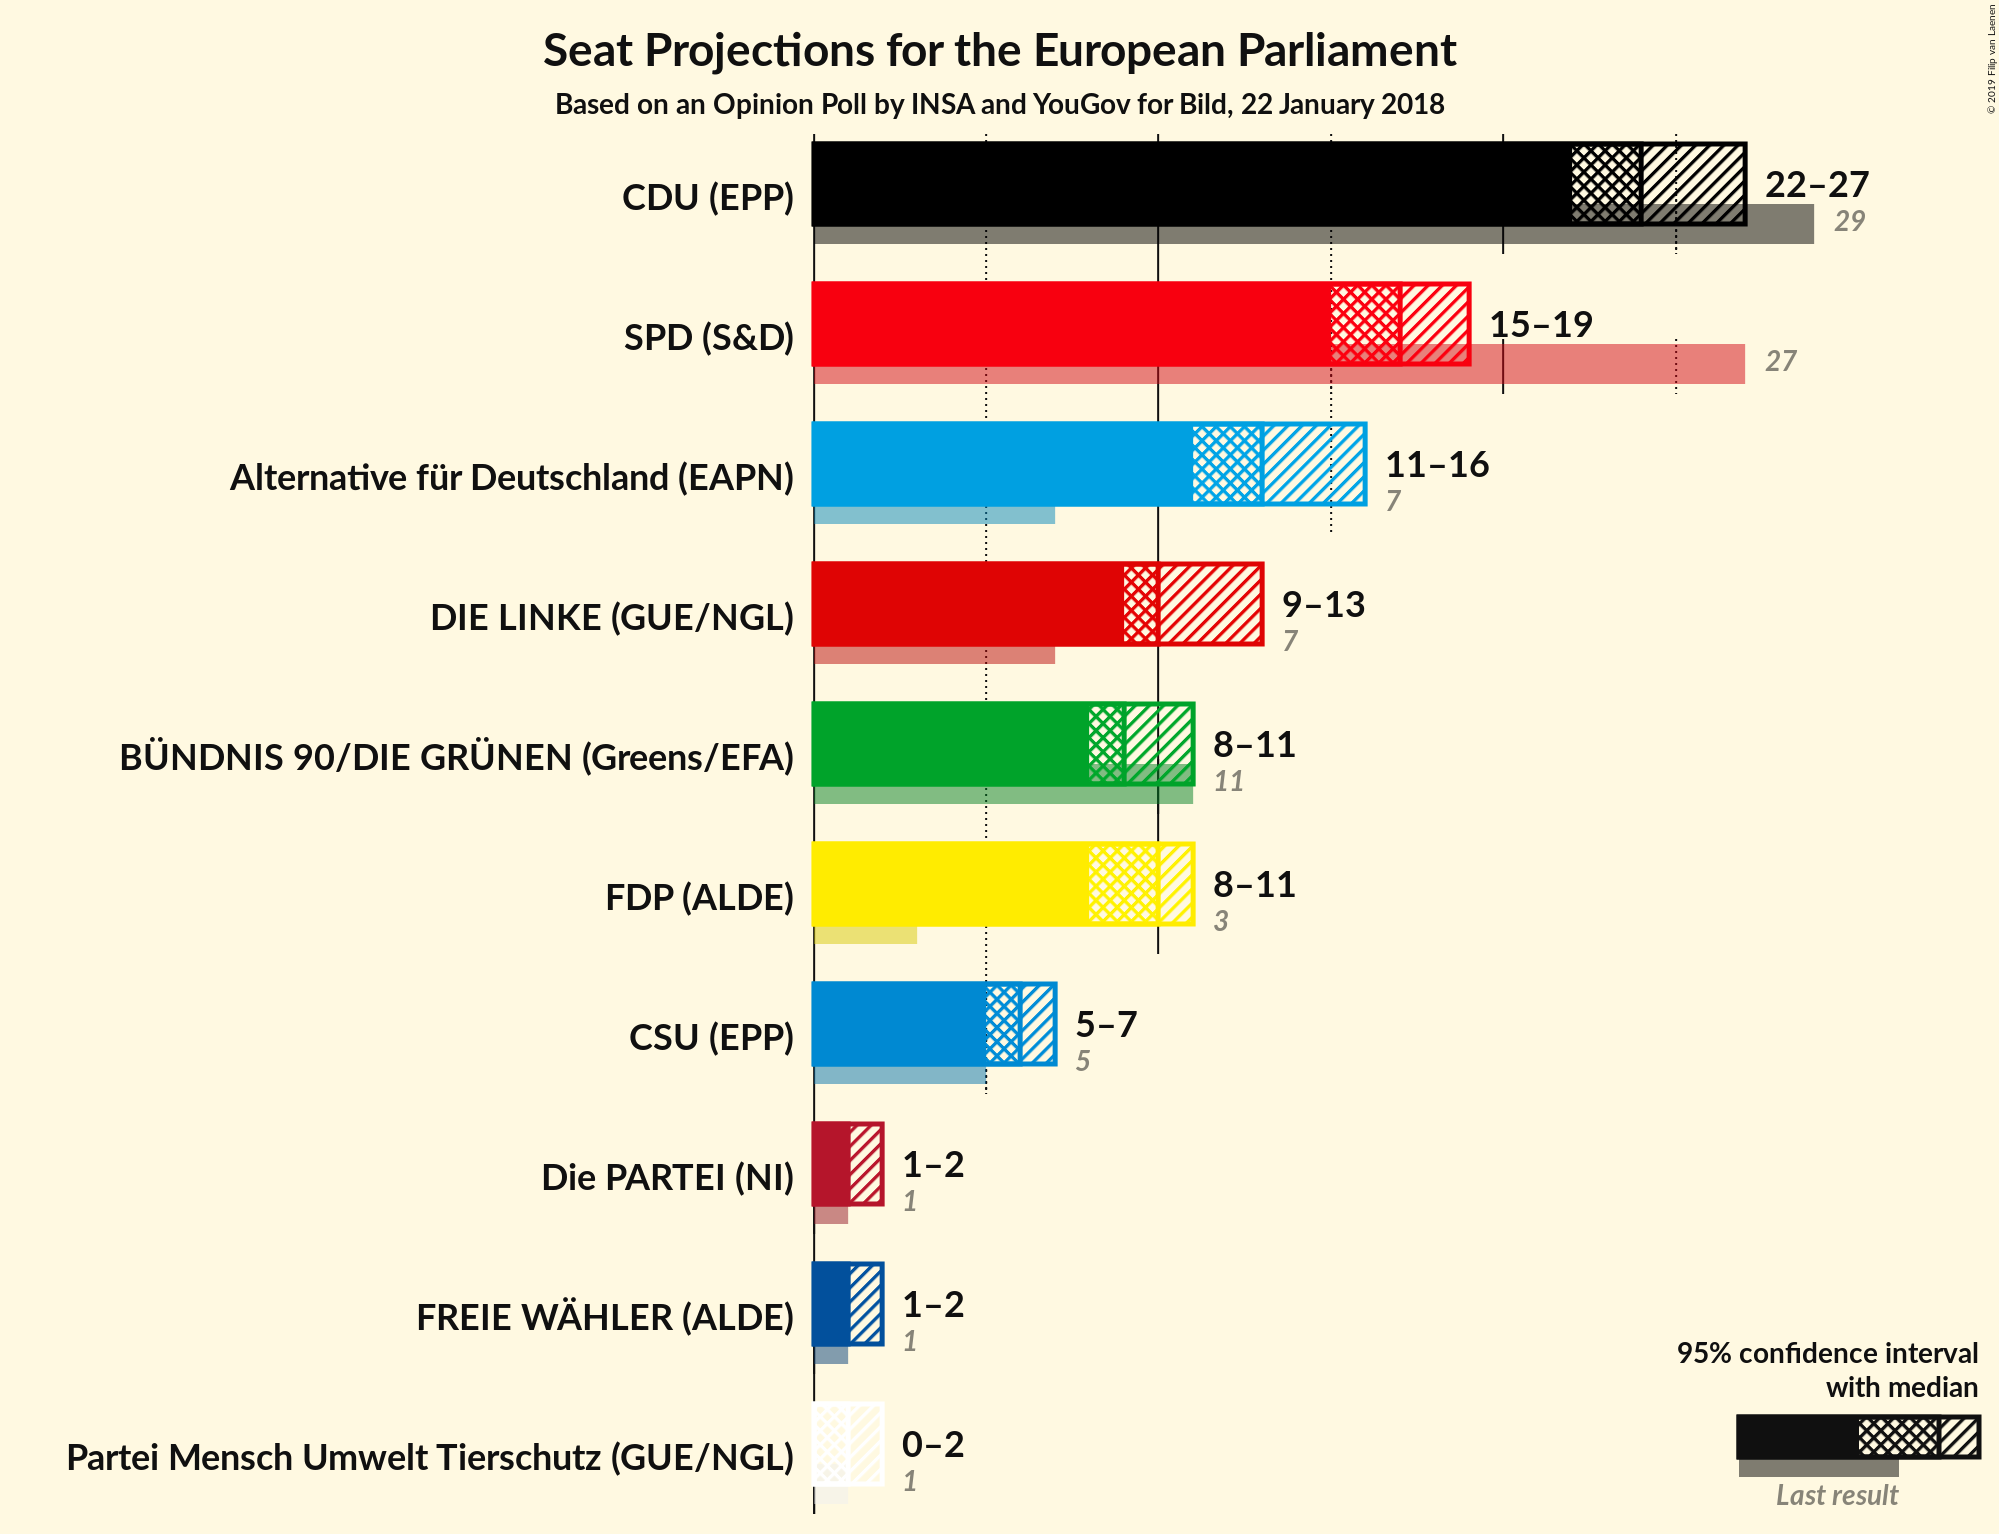 Seat Projections for the European Parliament
Based on an Opinion Poll by INSA and YouGov for Bild, 22 January 2018
© 2019 Filip van Laenen
CDU (EPP)
22–27
29
SPD (S&D)
15–19
27
Alternative für Deutschland (EAPN)
11–16
7
DIE LINKE (GUE/NGL)
9–13
7
BÜNDNIS 90/DIE GRÜNEN (Greens/EFA)
8–11
11
FDP (ALDE)
8–11
3
CSU (EPP)
5–7
5
Die PARTEI (NI)
1–2
1
FREIE WÄHLER (ALDE)
1–2
1
Partei Mensch Umwelt Tierschutz (GUE/NGL)
0–2
1
95% confidence interval
with median
Last result